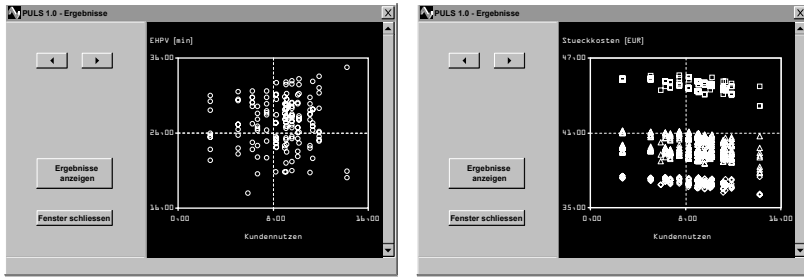 PULS 1.0 - Ergebnisse
EHPV [min]
36,00
26,00
16,00
0,00 8,00 16,00
Kundennutzen
Ergebnisse
anzeigen
Fenster schliessen
PULS 1.0 - Ergebnisse
Stueckkosten [EUR]
47,00
41,00
35,00
0,00 8,00 16,00
Kundennutzen
Ergebnisse
anzeigen
Fenster schliessen